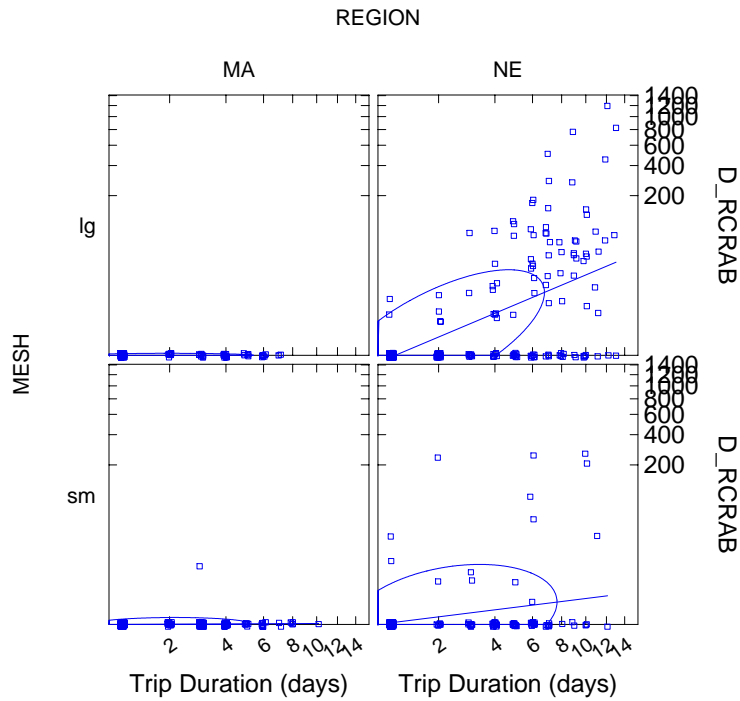 REGION
MA NE
1400
1200
1000
800
600
400
200
lg
D_RCRAB
MESH
1400
1200
1000
800
600
400
200
sm
D_RCRAB
2 4 6 8 10 12 14 2 4 6 8 10 12 14
Trip Duration (days) Trip Duration (days)